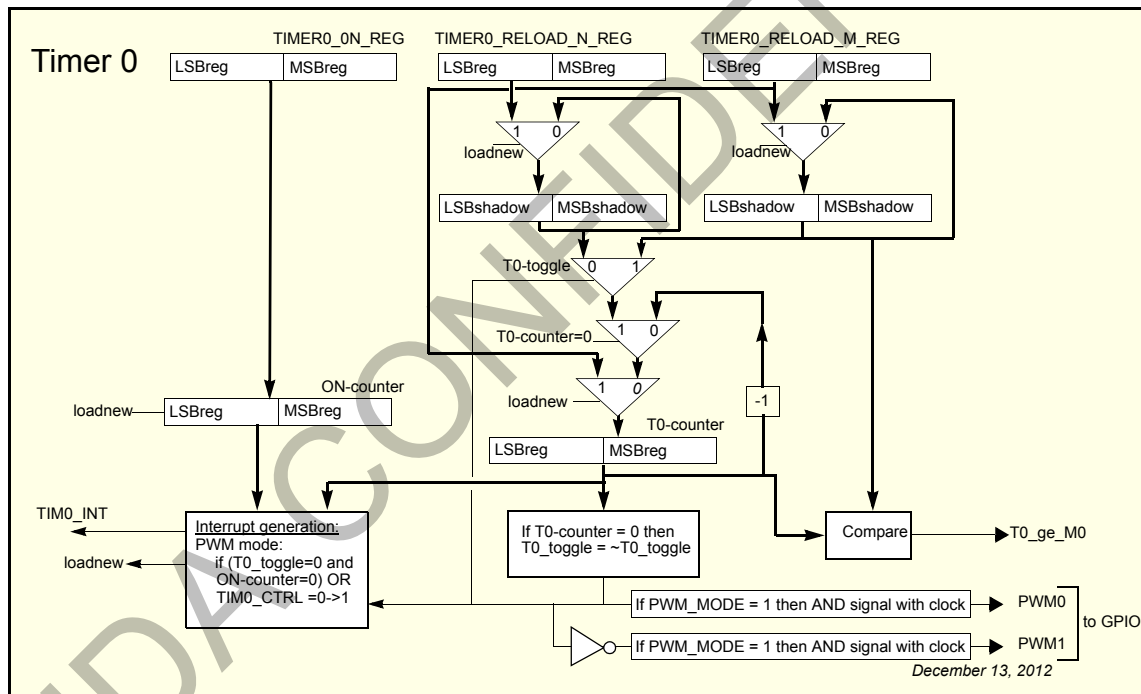 Timer 0
TIMER0_0N_REG
TIMER0_RELOAD_N_REG
TIMER0_RELOAD_M_REG
LSBreg MSBreg
LSBreg MSBreg
LSBreg MSBreg
1 0
loadnew
1 0
loadnew
LSBshadow MSBshadow
LSBshadow MSBshadow
T0-toggle
0 1
1 0
T0-counter=0
1 0
loadnew
-1
ON-counter
loadnew
LSBreg MSBreg
T0-counter
LSBreg MSBreg
TIM0_INT
loadnew
Interrupt generation:
PWM mode:
if (T0_toggle=0 and
ON-counter=0) OR
TIM0_CTRL =0->1
If T0-counter = 0 then
T0_toggle = ~T0_toggle
Compare
T0_ge_M0
If PWM_MODE = 1 then AND signal with clock
PWM0
If PWM_MODE = 1 then AND signal with clock
PWM1
to GPIO
December 13, 2012
IDA CONFIDE